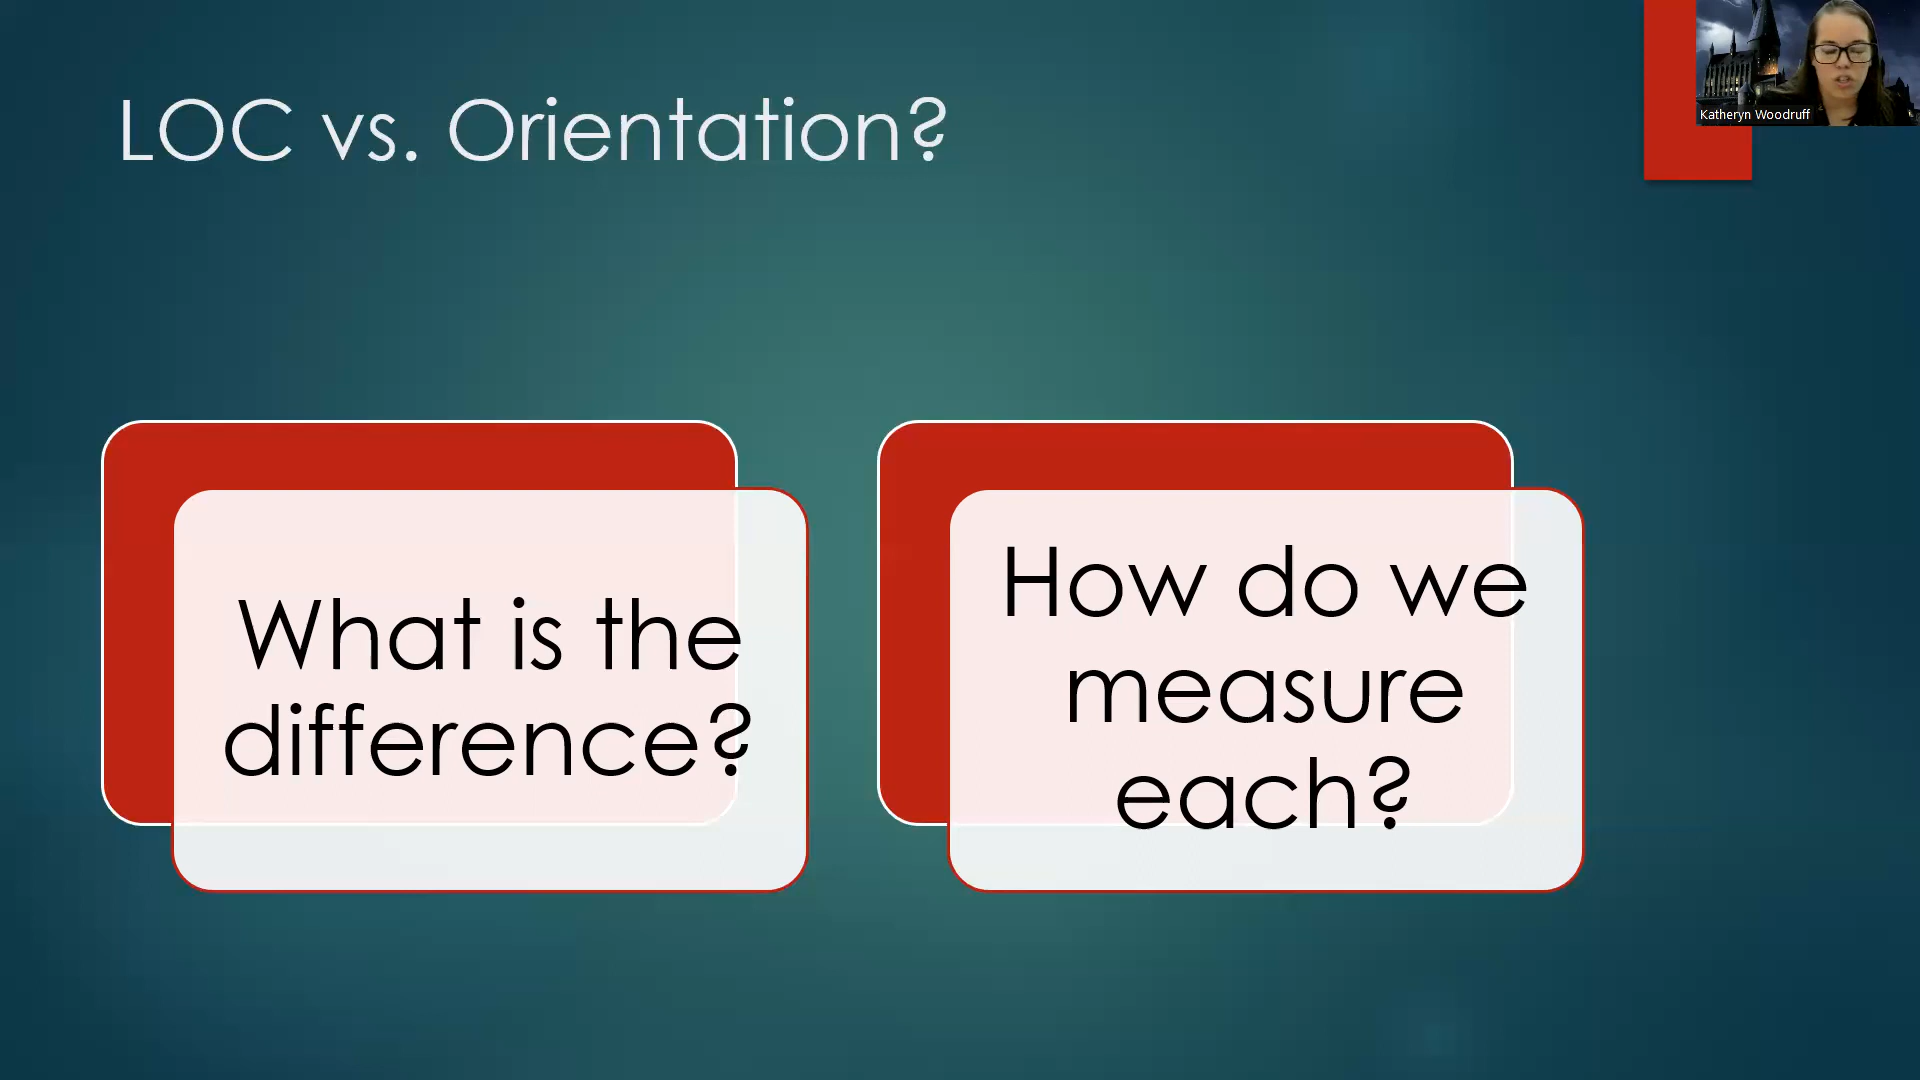 LOC vs. Orientation?
Katheryn Woodruff
What is the
difference?
How do we
measure
each?